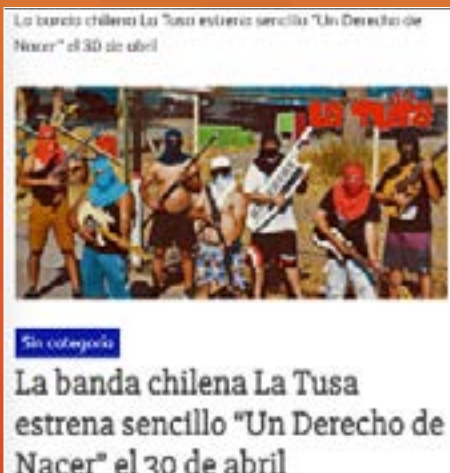 La banda chilena La Tusa estrena sencillo "Un Derecho de
Nacer" el 30 de abril
LA TUSA
Sin categoría
La banda chilena La Tusa
estrena sencillo "Un Derecho de
Nacer" el 30 de abril